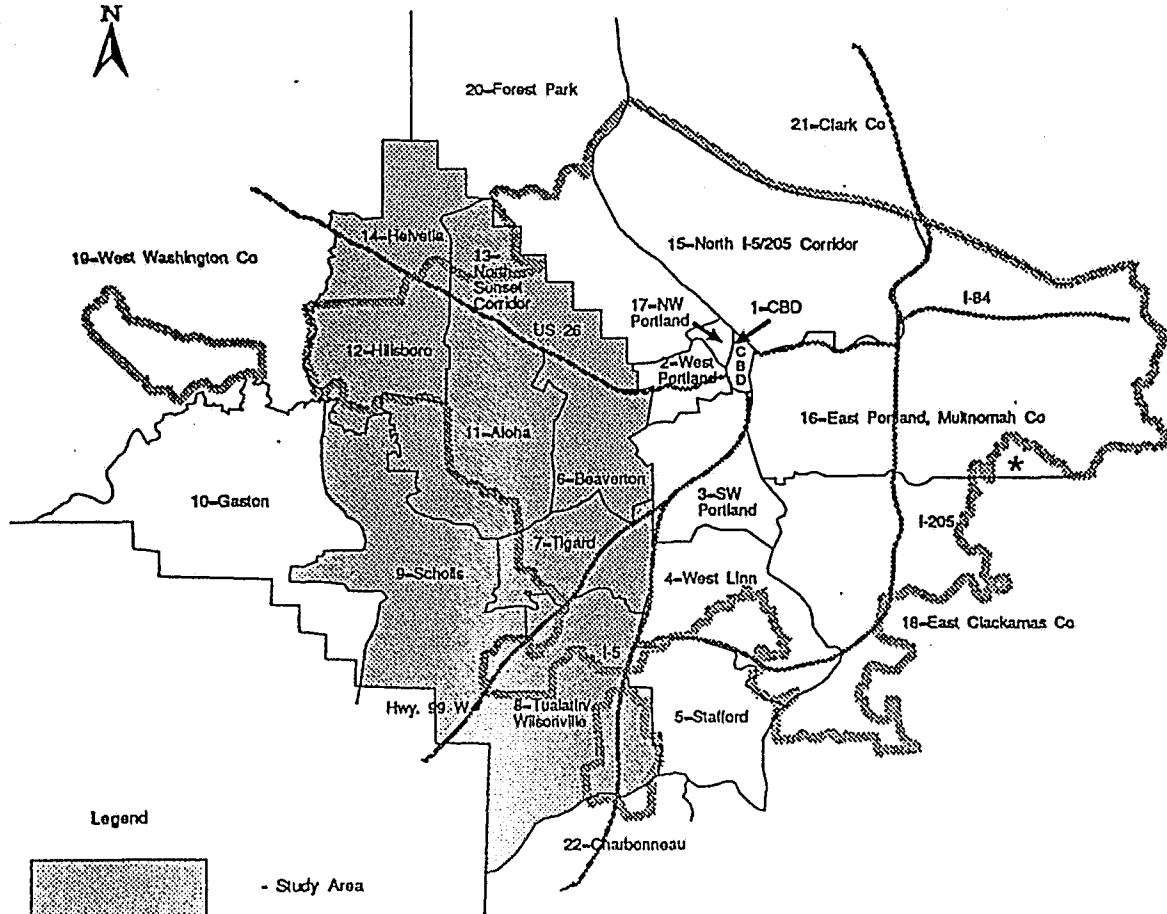 N
20-Forest Park
21-Clark Co
14-Helvetia
19-West Washington Co
13-
North
Sunset
Corridor
15-North I-5/205 Corridor
I-84
17-NW
Portland
1-CBD
US 26
12-Hillsboro
2-West
Portland
C
B
D
11-Aloha
16-East Portland, Multnomah Co
*
6-Beaverton
10-Gaston
3-SW
Portland
I-205
7-Tigard
9-Scholls
4-West Linn
18-East Clackamas Co
I-5
Hwy. 99 W
8-Tualatin/
Wilsonville
5-Stafford
Legend
22-Charbonneau
- Study Area